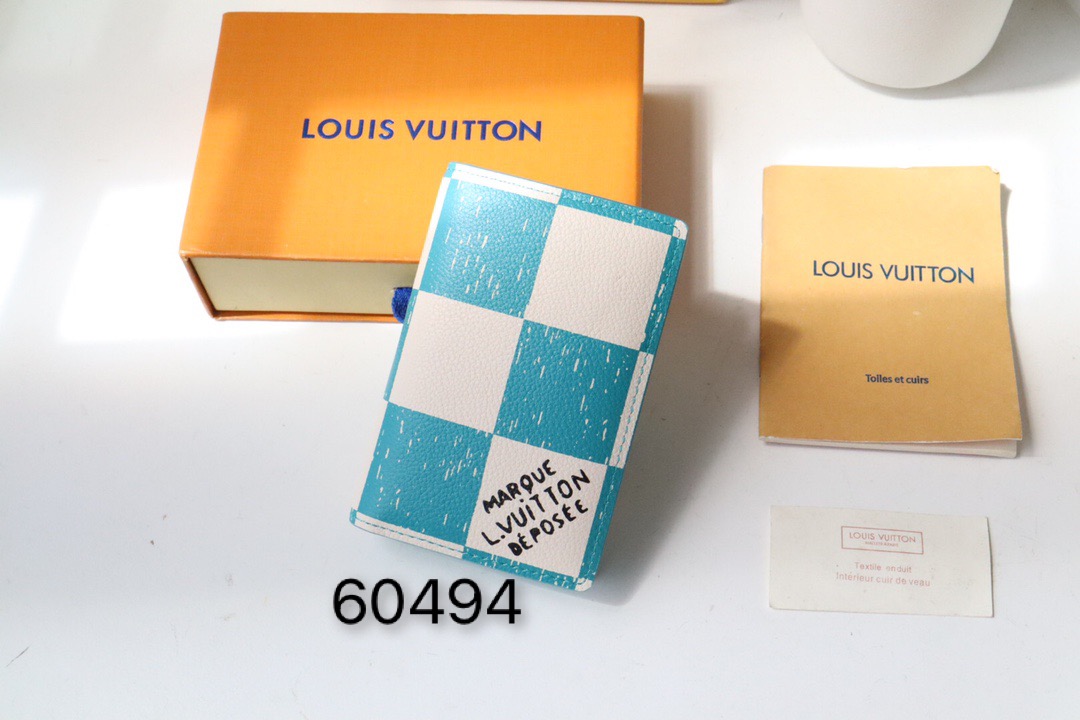 LOUIS VUITTON
LOUIS VUITTON
Toiles et cuirs
MARQUE
L.VUITTON
DÉPOSÉE
LOUIS VUITTON
Textile enduit
Intérieur cuir de veau
60494